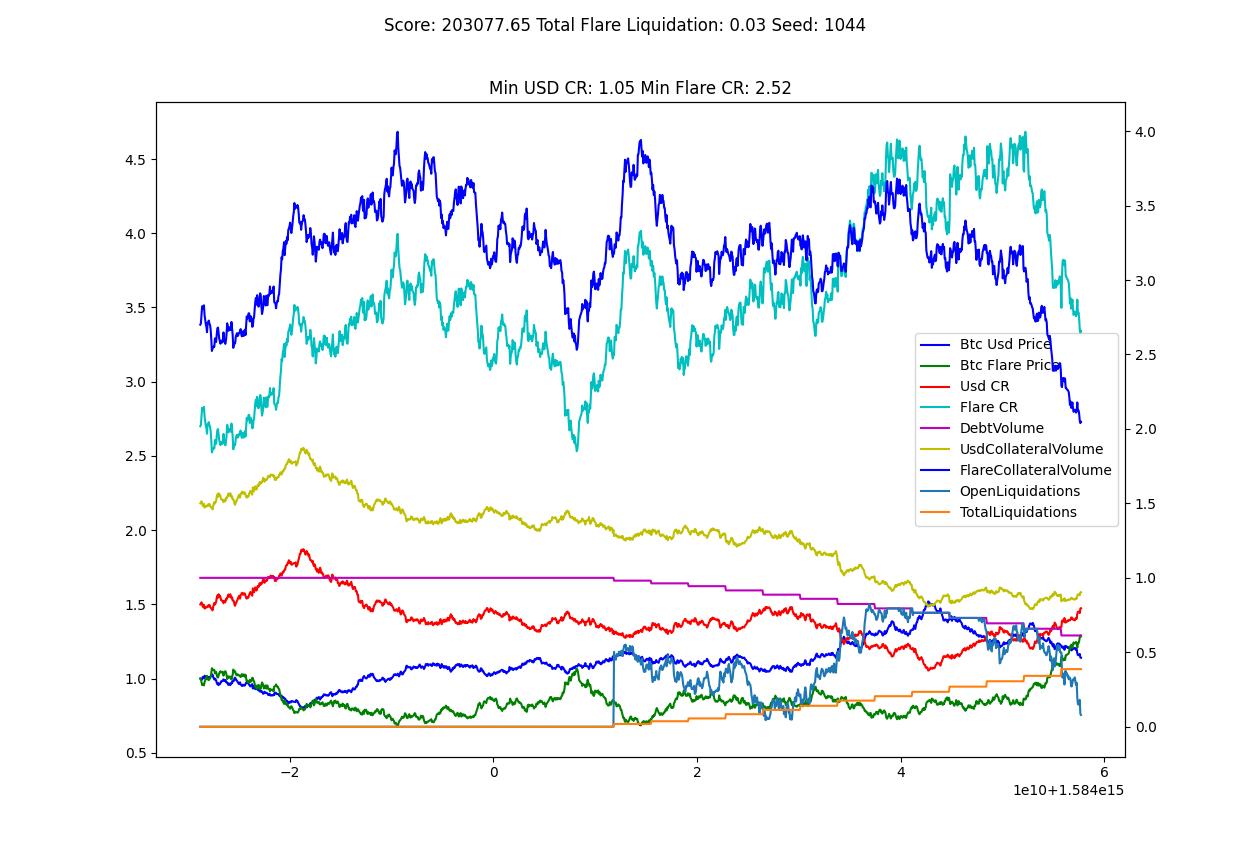 Score: 203077.65 Total Flare Liquidation: 0.03 Seed: 1044
Min USD CR: 1.05 Min Flare CR: 2.52
4.5
4.0
3.5
3.0
2.5
2.0
1.5
1.0
0.5
4.0
3.5
3.0
2.5
2.0
1.5
1.0
0.5
0.0
Btc Usd Price
Btc Flare Price
Usd CR
Flare CR
DebtVolume
UsdCollateralVolume
FlareCollateralVolume
OpenLiquidations
TotalLiquidations
−2 0 2 4 6
1e10+1.584e15